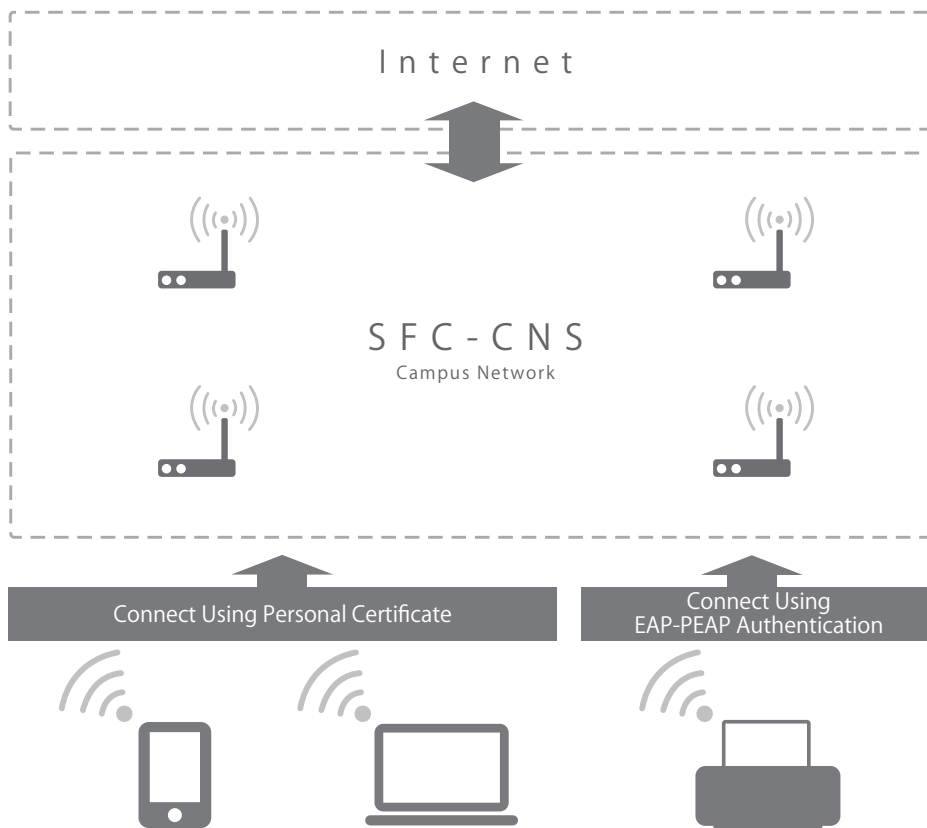 Internet
SFC-CNS
Campus Network
Connect Using Personal Certificate
Connect Using
EAP-PEAP Authentication